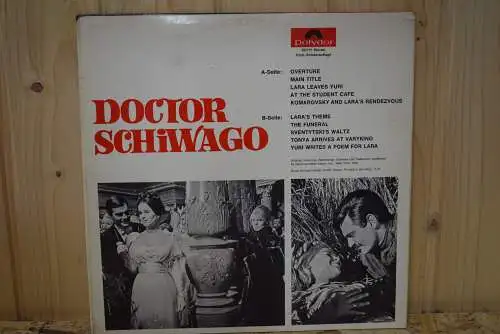 Polydor
A-Seite: OVERTURE
MAIN TITLE
LARA LEAVES YURI
AT THE STUDENT CAFE
KOMAROVSKY AND LARA'S RENDEZVOUS
B-Seite: LARA'S THEME
THE FUNERAL
SVENTYTSKI'S WALTZ
TONYA ARRIVES AT VARYKINO
YURI WRITES A POEM FOR LARA
DOCTOR
SCHiWAGO